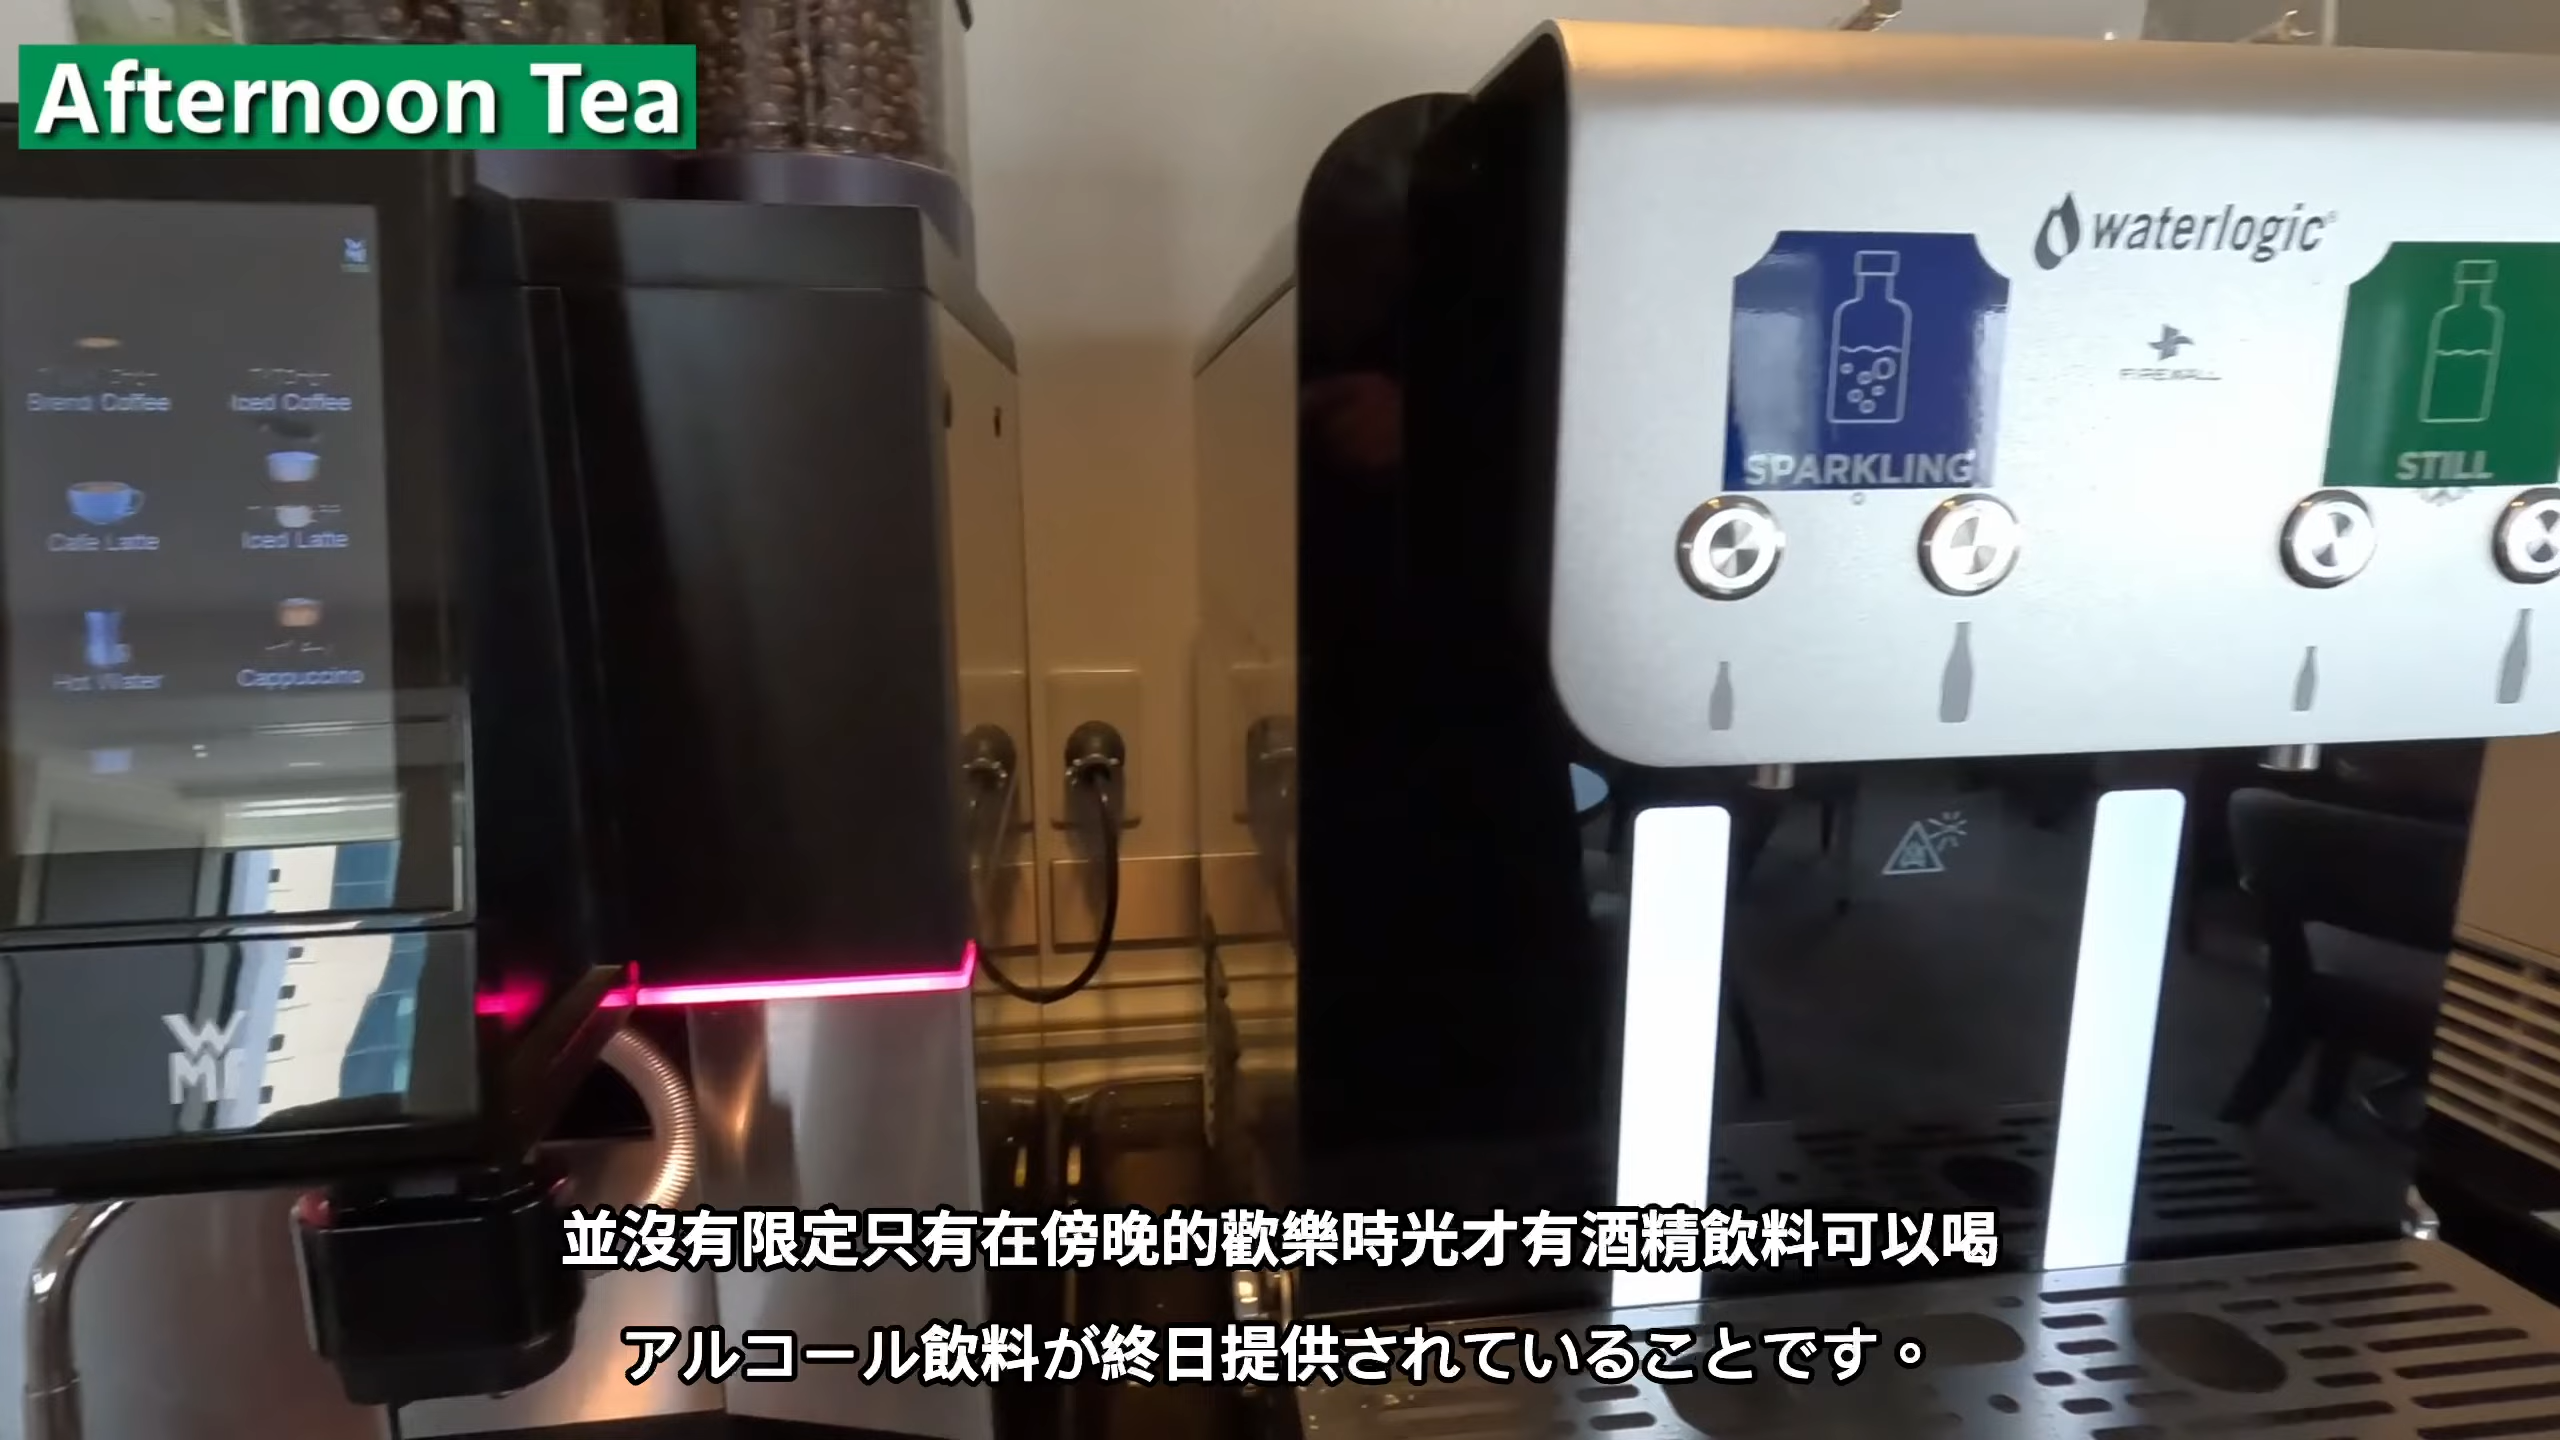 Afternoon Tea
Blend Coffee
Iced Coffee
Cafe Latte
Iced Latte
Hot Water
Cappuccino
WMF
waterlogic
FIREWALL
SPARKLING
STILL
並沒有限定只有在傍晚的歡樂時光才有酒精飲料可以喝
アルコール飲料が終日提供されていることです。